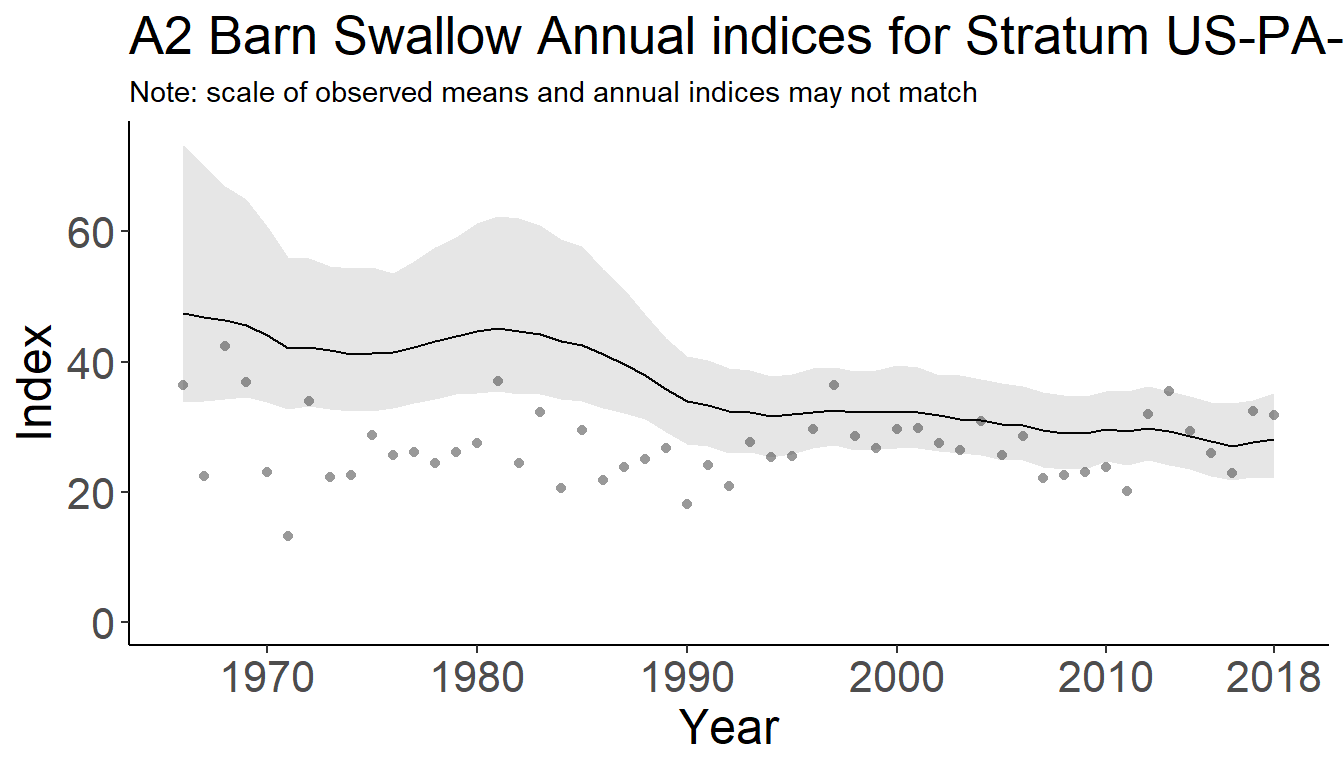 A2 Barn Swallow Annual indices for Stratum US-PA-
Note: scale of observed means and annual indices may not match
Index
60
40
20
0
1970 1980 1990 2000 2010 2018
Year